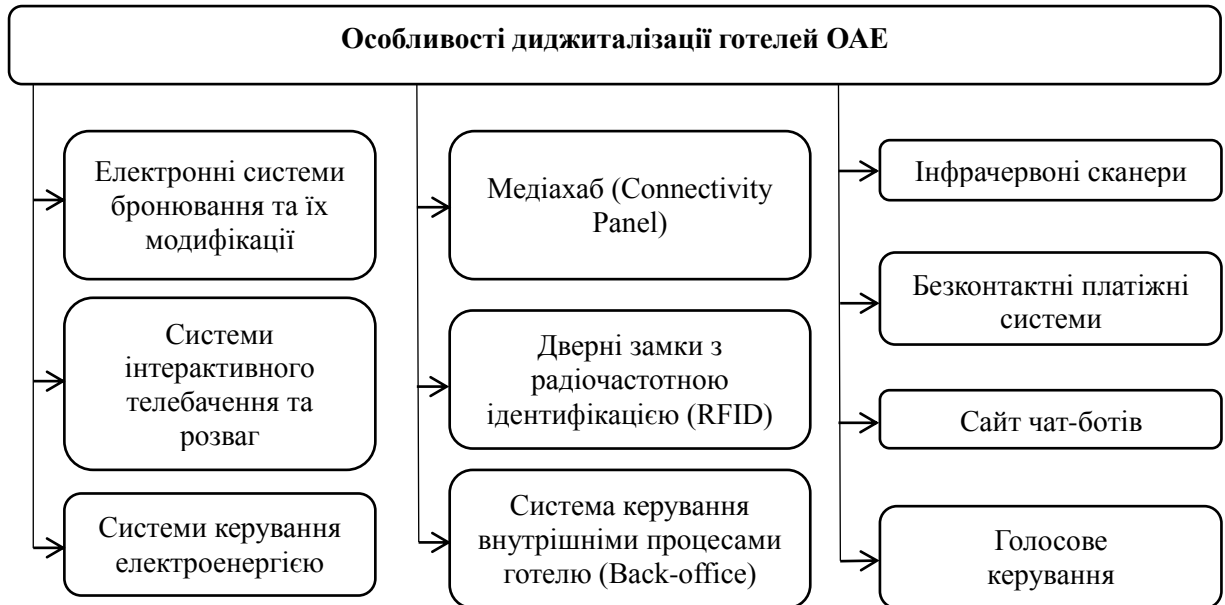 Особливості диджиталізації готелей ОАЕ
Електронні системи
бронювання та їх
модифікації
Системи
інтерактивного
телебачення та
розваг
Системи керування
електроенергією
Медіахаб (Connectivity
Panel)
Дверні замки з
радіочастотною
ідентифікацією (RFID)
Система керування
внутрішніми процесами
готелю (Back-office)
Інфрачервоні сканери
Безконтактні платіжні
системи
Сайт чат-ботів
Голосове
керування